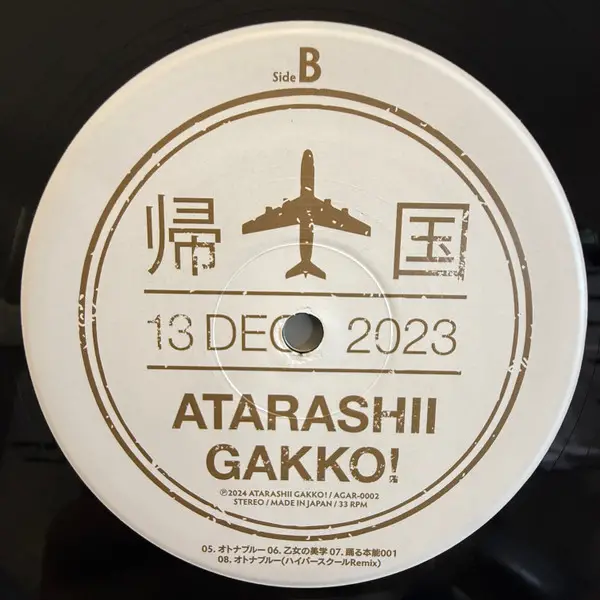 Side B
帰 国
13 DEC 2023
ATARASHII
GAKKO!
℗2024 ATARASHII GAKKO! / AGAR-0002
STEREO / MADE IN JAPAN / 33 RPM
05. オトナブルー 06. 乙女の美学 07. 踊る本能001
08. オトナブルー(ハイパースクールRemix)